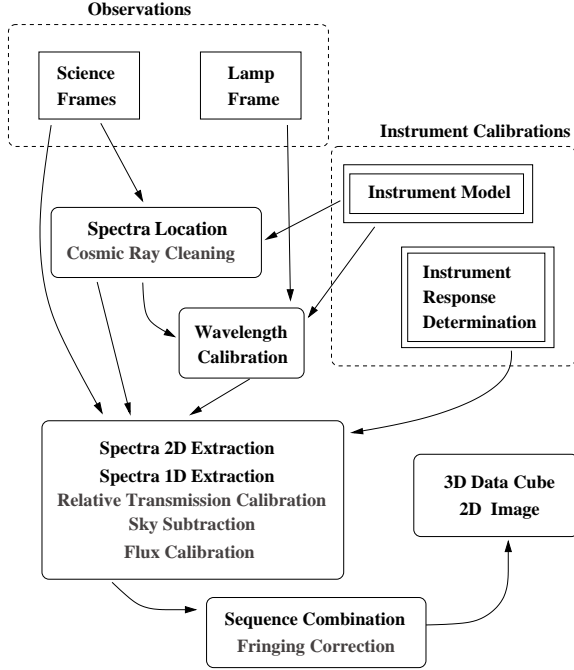 Observations
Science
Frames
Lamp
Frame
Instrument Calibrations
Instrument Model
Spectra Location
Cosmic Ray Cleaning
Instrument
Response
Determination
Wavelength
Calibration
Spectra 2D Extraction
Spectra 1D Extraction
Relative Transmission Calibration
Sky Subtraction
Flux Calibration
3D Data Cube
2D Image
Sequence Combination
Fringing Correction